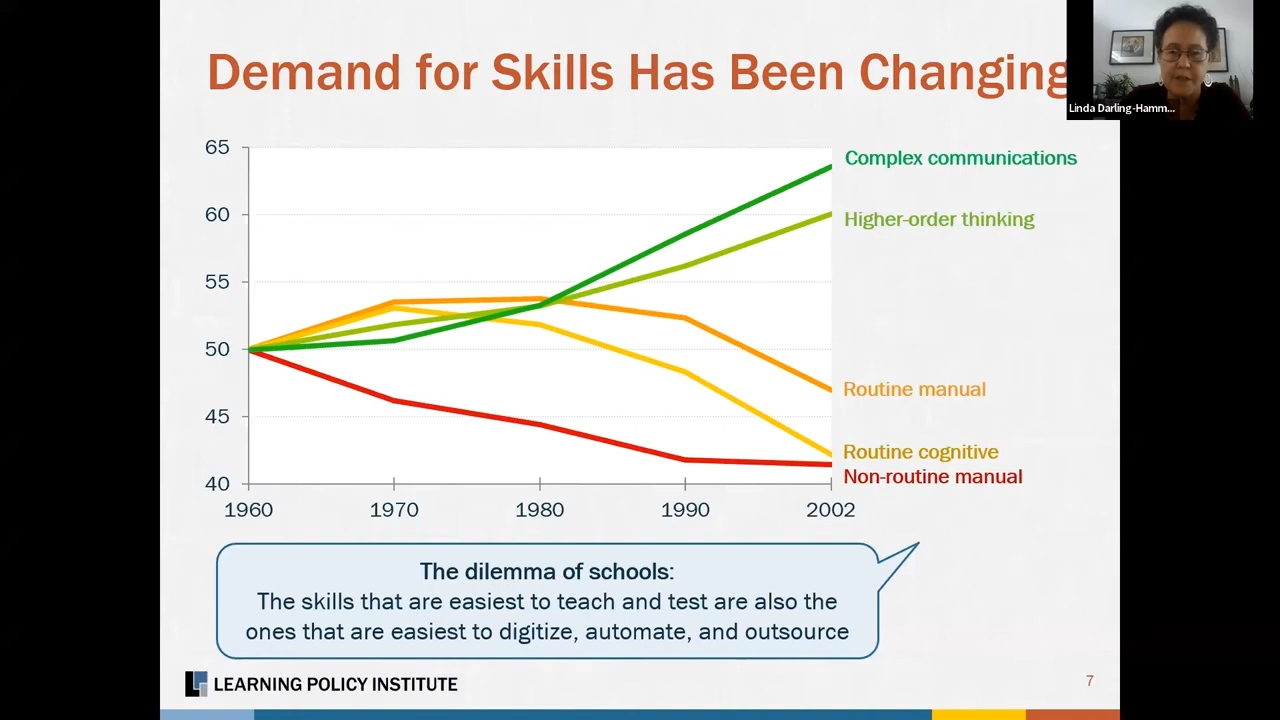 Demand for Skills Has Been Changing
Linda Darling-Hamm...
65
Complex communications
60
Higher-order thinking
55
50
Routine manual
45
Routine cognitive
Non-routine manual
40
1960 1970 1980 1990 2002
The dilemma of schools:
The skills that are easiest to teach and test are also the
ones that are easiest to digitize, automate, and outsource
LEARNING POLICY INSTITUTE
7